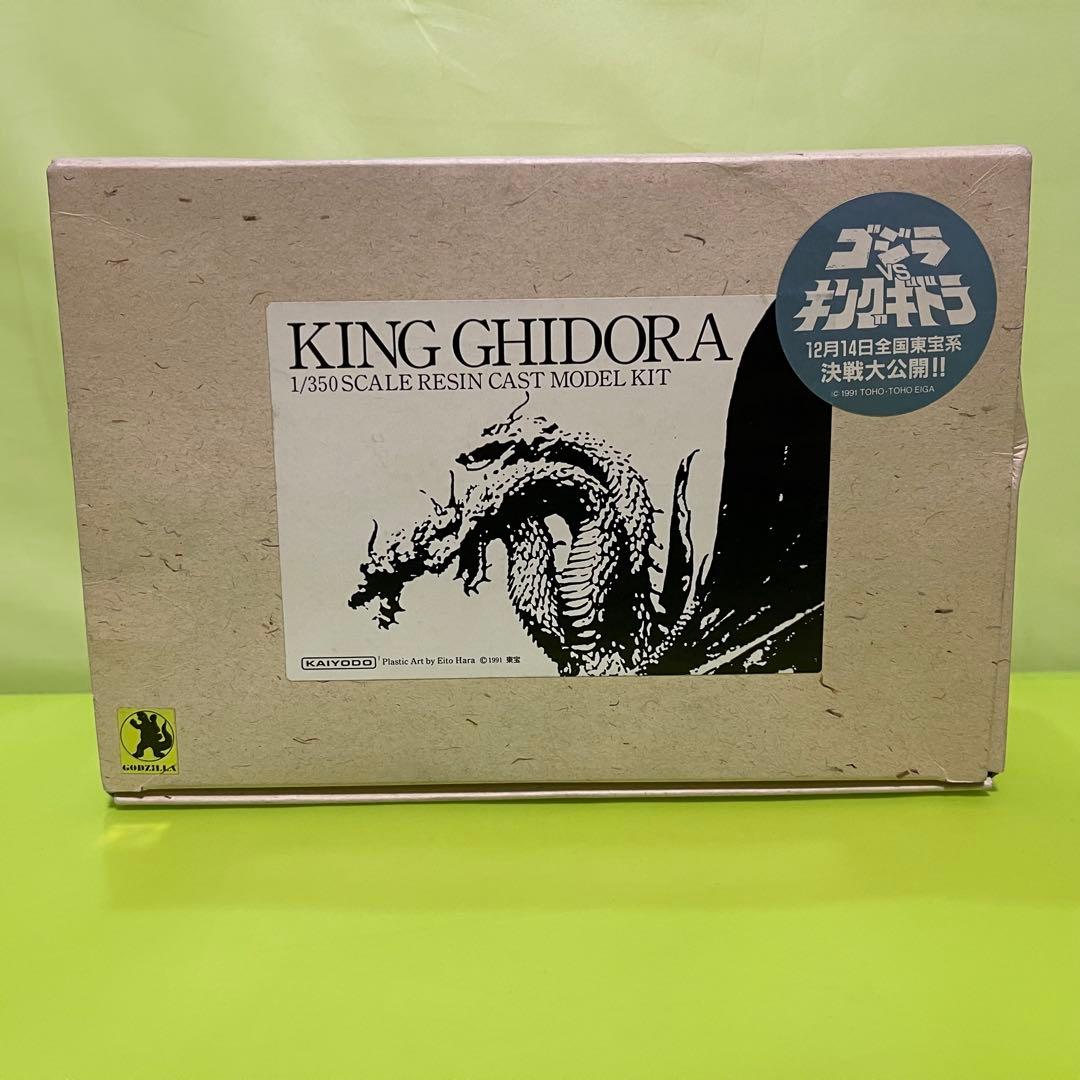 KING GHIDORA
1/350 SCALE RESIN CAST MODEL KIT
ゴジラ
VS
キングギドラ
12月14日全国東宝系
決戦大公開!!
© 1991 TOHO・TOHO EIGA
KAIYODO Plastic Art by Eito Hara ©1991 東宝
GODZILLA